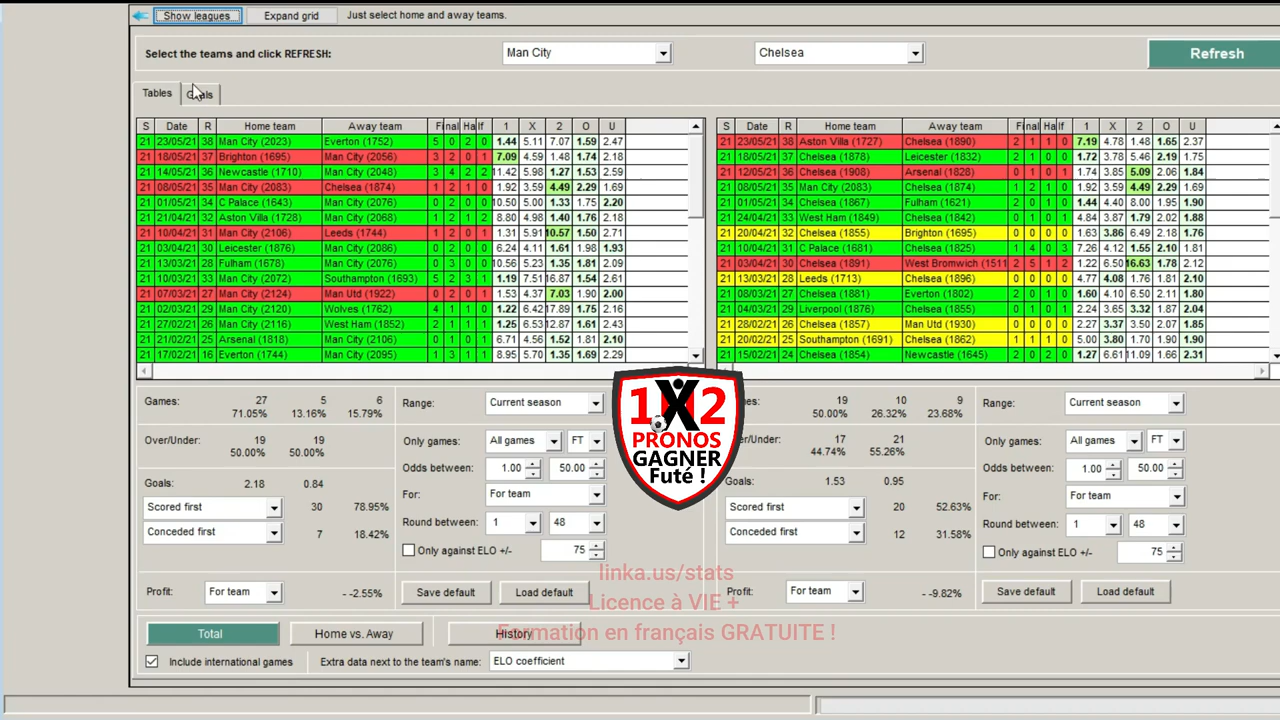 Show leagues Expand grid Just select home and away teams.
Select the teams and click REFRESH: Man City Chelsea Refresh
Tables
S Date R Home team Away team Final Half 1 X 2 O U S Date R Home team Away team Final Half 1 X 2 O U
21 23/05/21 38 Man City (2023) Everton (1752) 5 0 2 0 1.44 5.11 7.07 1.59 2.47 21 23/05/21 38 Aston Villa (1727) Chelsea (1890) 2 1 1 0 7.19 4.78 1.48 1.65 2.37
21 18/05/21 37 Brighton (1695) Man City (2056) 3 2 0 1 7.09 4.59 1.48 1.74 2.18 21 18/05/21 37 Chelsea (1878) Leicester (1832) 2 1 0 0 1.72 3.78 5.46 1.75 2.18
21 14/05/21 36 Newcastle (1710) Man City (2048) 3 4 2 2 11.42 5.98 1.27 1.53 2.59 21 12/05/21 36 Chelsea (1908) Arsenal (1828) 0 1 0 1 1.74 3.85 5.09 2.06 1.84
21 08/05/21 35 Man City (2083) Chelsea (1874) 1 2 1 0 1.92 3.59 4.49 2.29 1.69 21 08/05/21 35 Man City (2083) Chelsea (1874) 1 2 1 0 1.92 3.59 4.49 2.29 1.69
21 01/05/21 34 C Palace (1643) Man City (2076) 0 2 0 0 10.50 5.00 1.33 1.75 2.20 21 01/05/21 34 Chelsea (1867) Fulham (1621) 2 0 1 0 1.44 4.40 8.00 1.95 1.90
21 21/04/21 32 Aston Villa (1728) Man City (2068) 1 2 1 2 8.80 4.98 1.40 1.76 2.18 21 24/04/21 33 West Ham (1849) Chelsea (1842) 0 1 0 1 4.84 3.87 1.79 2.02 1.88
21 10/04/21 31 Man City (2106) Leeds (1744) 1 2 0 1 1.31 5.91 10.57 1.50 2.71 21 20/04/21 32 Chelsea (1855) Brighton (1695) 0 0 0 0 1.63 3.86 6.49 2.18 1.76
21 03/04/21 30 Leicester (1876) Man City (2086) 0 2 0 0 6.24 4.11 1.61 1.98 1.93 21 10/04/21 31 C Palace (1681) Chelsea (1825) 1 4 0 3 7.26 4.12 1.55 2.10 1.81
21 13/03/21 28 Fulham (1678) Man City (2076) 0 3 0 0 10.56 5.23 1.35 1.81 2.09 21 03/04/21 30 Chelsea (1891) West Bromwich (1511 2 5 1 2 1.22 6.50 16.63 1.78 2.12
21 10/03/21 33 Man City (2072) Southampton (1693) 5 2 3 1 1.19 7.51 16.87 1.54 2.61 21 13/03/21 28 Leeds (1713) Chelsea (1896) 0 0 0 0 4.77 4.08 1.76 1.81 2.10
21 07/03/21 27 Man City (2124) Man Utd (1922) 0 2 0 1 1.53 4.37 7.03 1.90 2.00 21 08/03/21 27 Chelsea (1881) Everton (1802) 2 0 1 0 1.60 4.10 6.50 2.11 1.80
21 02/03/21 29 Man City (2120) Wolves (1762) 4 1 1 0 1.22 6.42 17.89 1.75 2.16 21 04/03/21 29 Liverpool (1876) Chelsea (1855) 0 1 0 1 2.24 3.65 3.32 1.87 2.04
21 27/02/21 26 Man City (2116) West Ham (1852) 2 1 1 1 1.25 6.53 12.87 1.61 2.43 21 28/02/21 26 Chelsea (1857) Man Utd (1930) 0 0 0 0 2.27 3.37 3.50 2.07 1.85
21 21/02/21 25 Arsenal (1818) Man City (2106) 0 1 0 1 6.71 4.56 1.52 1.81 2.10 21 20/02/21 25 Southampton (1691) Chelsea (1862) 1 1 1 0 5.00 3.80 1.70 1.91 1.90
21 17/02/21 16 Everton (1744) Man City (2095) 1 3 1 1 8.95 5.70 1.35 1.69 2.29 21 15/02/21 24 Chelsea (1854) Newcastle (1645) 2 0 2 0 1.27 6.61 11.09 1.66 2.31
Games: 27 5 6 Range: Current season 19 10 9 Range: Current season
71.05% 13.16% 15.79% 50.00% 26.32% 23.68%
Over/Under: 19 19 Only games: All games FT 17 21 Only games: All games FT
50.00% 50.00% 44.74% 55.26%
Odds between: 1.00 50.00 Odds between: 1.00 50.00
Goals: 2.18 0.84 For: For team Goals: 1.53 0.95 For: For team
Scored first 30 78.95% Scored first 20 52.63%
Round between: 1 48 Round between: 1 48
Conceded first 7 18.42% Conceded first 12 31.58%
Only against ELO +/- 75 Only against ELO +/- 75
Profit: For team - -2.55% Save default Load default Profit: For team - -9.82% Save default Load default
Total Home vs. Away History
Include international games Extra data next to the team's name: ELO coefficient
1X2
PRONOS
GAGNER
Futé !
linka.us/stats
Licence à VIE +
Formation en français GRATUITE !